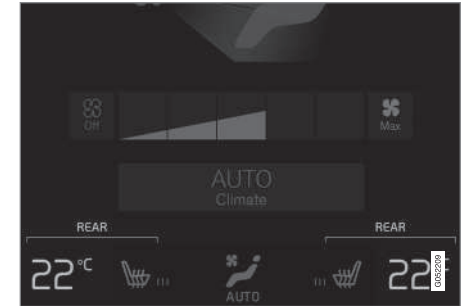 Off
Max
AUTO
Climate
REAR REAR
22°C 22°
AUTO
G052209